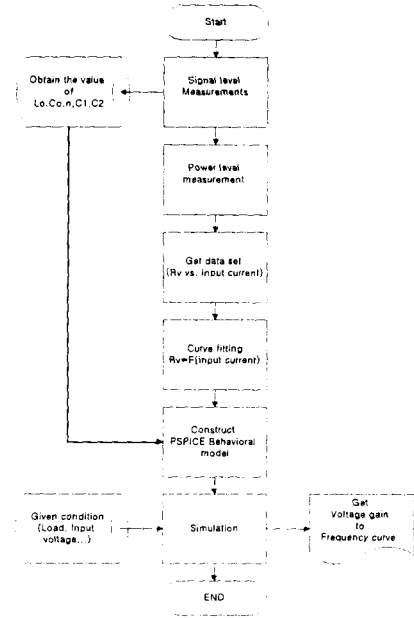 Start
Obtain the value
of
Lo,Co,n,C1,C2
Signal level
Measurements
Power level
measurement
Get data set
(Rv vs. input current)
Curve fitting
Rv=F(input current)
Construct
PSPICE Behavioral
model
Given condition
(Load, Input
voltage...)
Simulation
Get
Voltage gain
to
Frequency curve
END